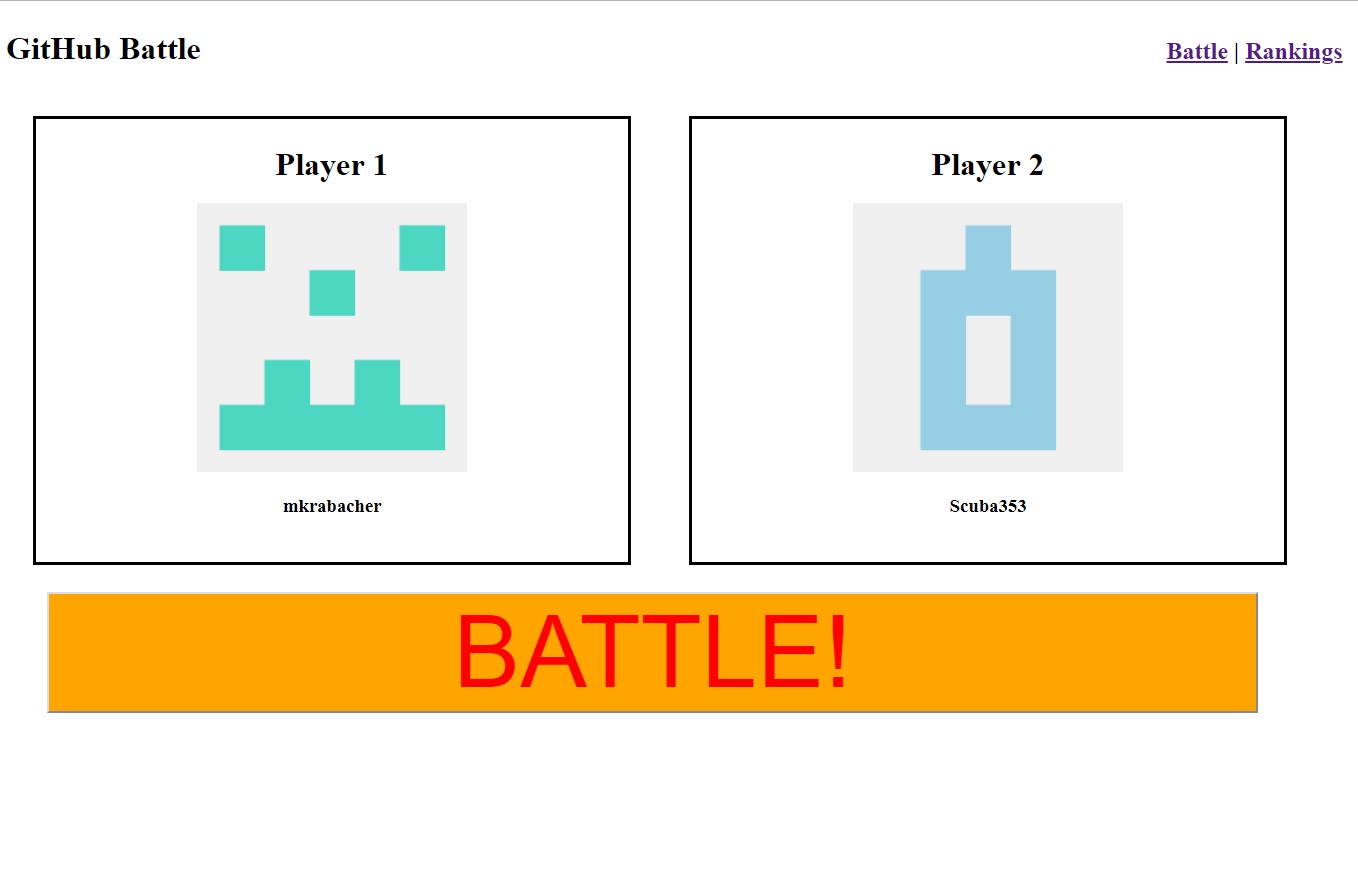 GitHub Battle
Battle | Rankings
Player 1
mkrabacher
Player 2
Scuba353
BATTLE!